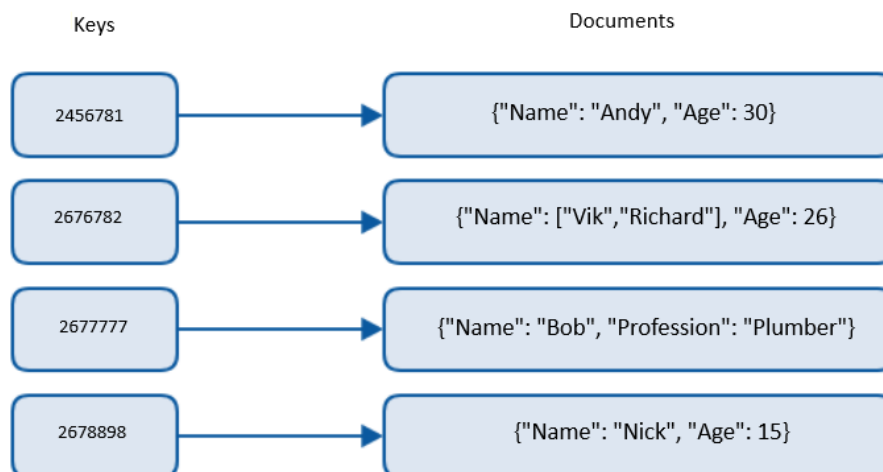 Keys Documents
2456781 {"Name": "Andy", "Age": 30}
2676782 {"Name": ["Vik","Richard"], "Age": 26}
2677777 {"Name": "Bob", "Profession": "Plumber"}
2678898 {"Name": "Nick", "Age": 15}